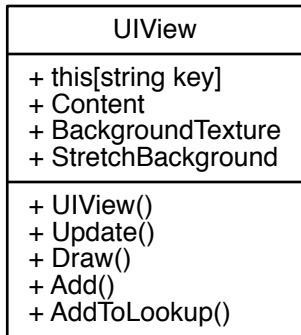 UIView
+ this[string key]
+ Content
+ BackgroundTexture
+ StretchBackground
+ UIView()
+ Update()
+ Draw()
+ Add()
+ AddToLookup()